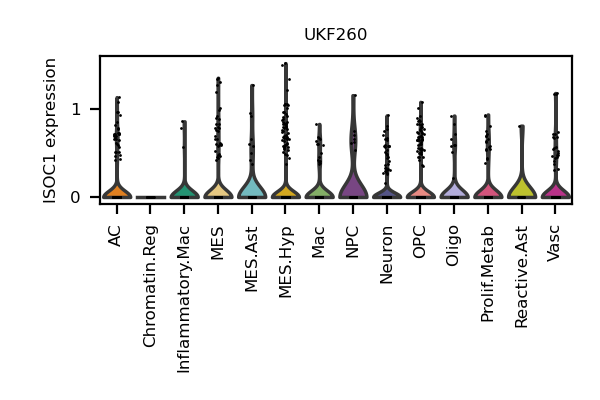 UKF260
ISOC1 expression
1
0
AC
Chromatin.Reg
Inflammatory.Mac
MES
MES.Ast
MES.Hyp
Mac
NPC
Neuron
OPC
Oligo
Prolif.Metab
Reactive.Ast
Vasc